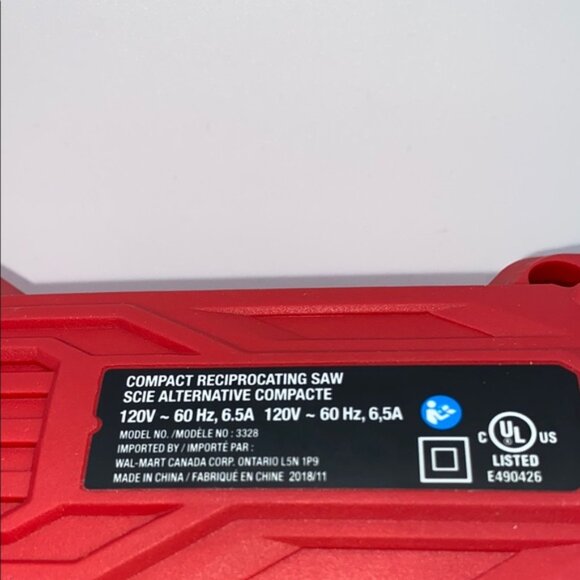 COMPACT RECIPROCATING SAW
SCIE ALTERNATIVE COMPACTE
120V ~ 60 Hz, 6.5A 120V ~ 60 Hz, 6,5A
MODEL NO. /MODÈLE NO : 3328
IMPORTED BY / IMPORTÉ PAR :
WAL-MART CANADA CORP. ONTARIO L5N 1P9
MADE IN CHINA/ FABRIQUÉ EN CHINE 2018/11
C UL US
LISTED
E490426